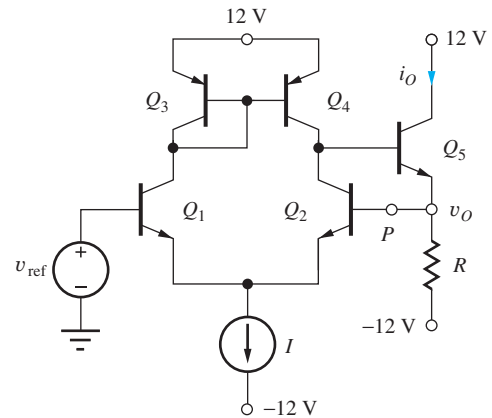 12 V
12 V
i_O
Q_3
Q_4
Q_5
Q_1
Q_2
v_O
P
v_ref
+
−
R
−12 V
I
−12 V